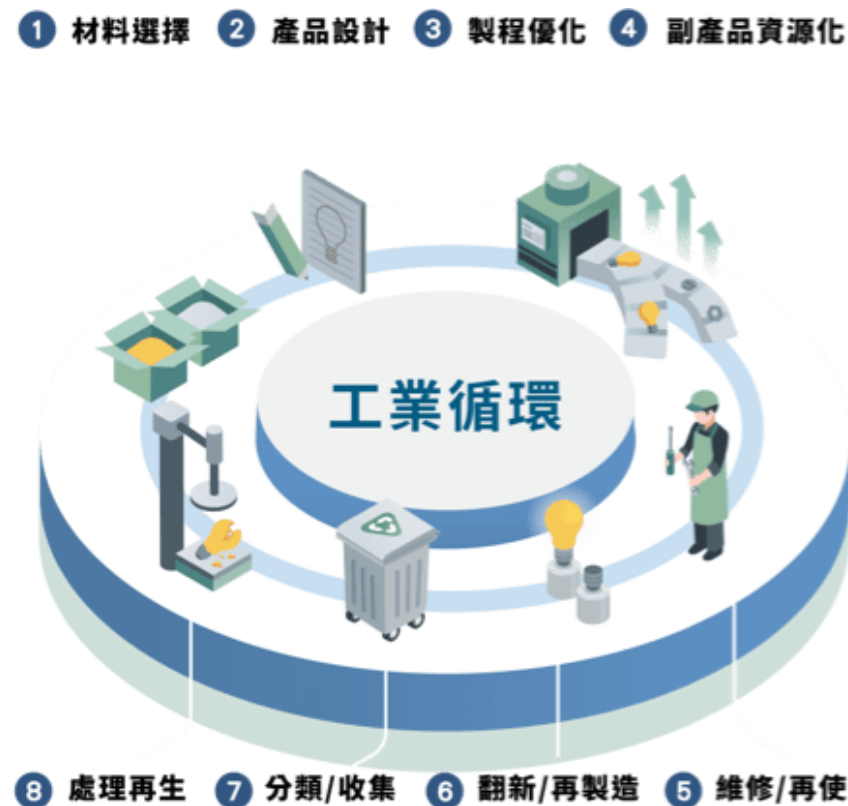 1 材料選擇 2 產品設計 3 製程優化 4 副產品資源化
工業循環
8 處理再生 7 分類/收集 6 翻新/再製造 5 維修/再使